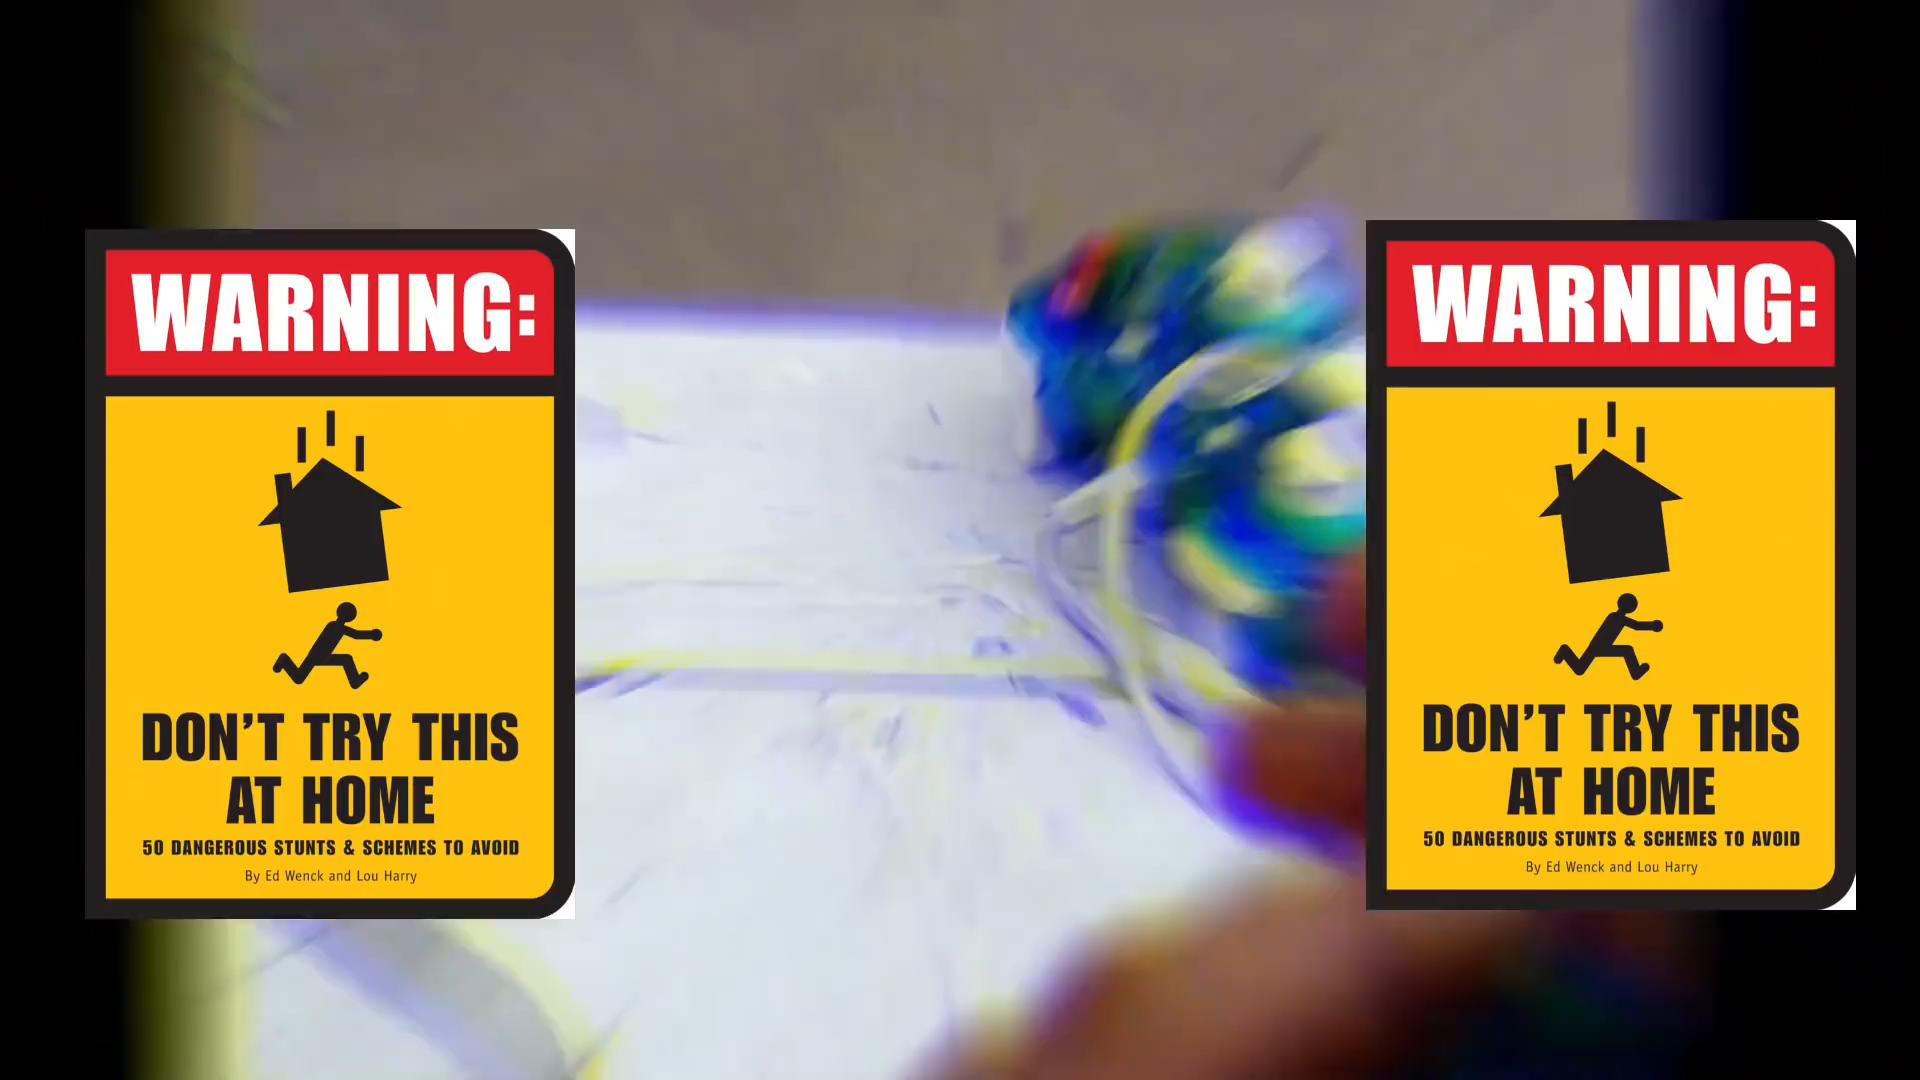 WARNING:
DON'T TRY THIS
AT HOME
50 DANGEROUS STUNTS & SCHEMES TO AVOID
By Ed Wenck and Lou Harry
WARNING:
DON'T TRY THIS
AT HOME
50 DANGEROUS STUNTS & SCHEMES TO AVOID
By Ed Wenck and Lou Harry